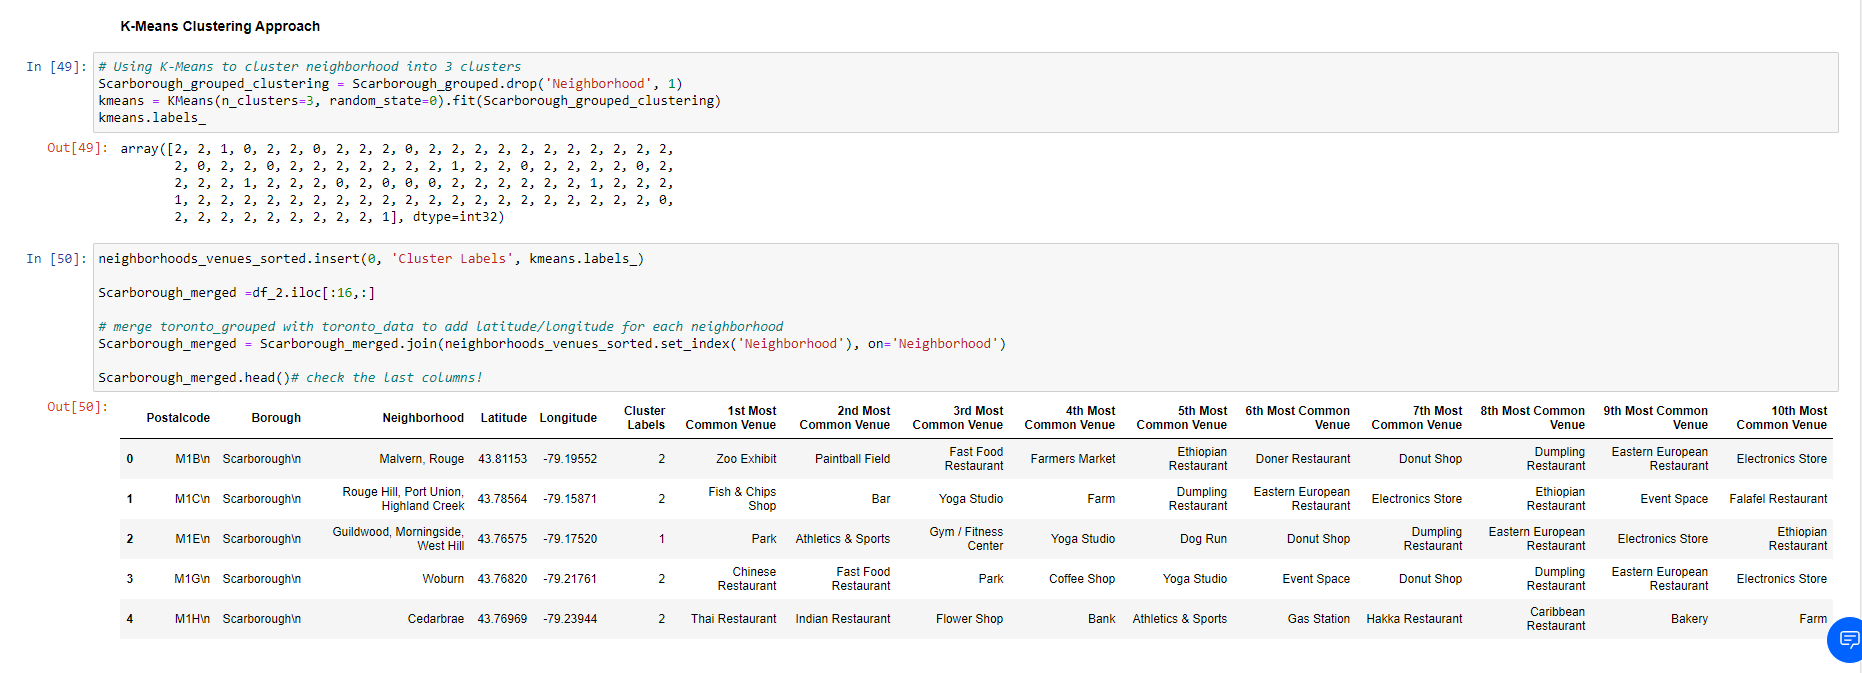 K-Means Clustering Approach
In [49]: # Using K-Means to cluster neighborhood into 3 clusters
Scarborough_grouped_clustering = Scarborough_grouped.drop('Neighborhood', 1)
kmeans = KMeans(n_clusters=3, random_state=0).fit(Scarborough_grouped_clustering)
kmeans.labels_
Out[49]: array([2, 2, 1, 0, 2, 2, 0, 2, 2, 2, 0, 2, 2, 2, 2, 2, 2, 2, 2, 2, 2, 2,
2, 0, 2, 2, 0, 2, 2, 2, 2, 2, 2, 2, 1, 2, 2, 0, 2, 2, 2, 2, 0, 2,
2, 2, 2, 1, 2, 2, 2, 0, 2, 0, 0, 0, 2, 2, 2, 2, 2, 2, 1, 2, 2, 2,
1, 2, 2, 2, 2, 2, 2, 2, 2, 2, 2, 2, 2, 2, 2, 2, 2, 2, 2, 2, 2, 0,
2, 2, 2, 2, 2, 2, 2, 2, 2, 1], dtype=int32)
In [50]: neighborhoods_venues_sorted.insert(0, 'Cluster Labels', kmeans.labels_)
Scarborough_merged =df_2.iloc[:16,:]
# merge toronto_grouped with toronto_data to add latitude/longitude for each neighborhood
Scarborough_merged = Scarborough_merged.join(neighborhoods_venues_sorted.set_index('Neighborhood'), on='Neighborhood')
Scarborough_merged.head()# check the last columns!
Out[50]:
Postalcode Borough Neighborhood Latitude Longitude Cluster Labels 1st Most Common Venue 2nd Most Common Venue 3rd Most Common Venue 4th Most Common Venue 5th Most Common Venue 6th Most Common Venue 7th Most Common Venue 8th Most Common Venue 9th Most Common Venue 10th Most Common Venue
0 M1B\n Scarborough\n Malvern, Rouge 43.81153 -79.19552 2 Zoo Exhibit Paintball Field Fast Food Restaurant Farmers Market Ethiopian Restaurant Doner Restaurant Donut Shop Dumpling Restaurant Eastern European Restaurant Electronics Store
1 M1C\n Scarborough\n Rouge Hill, Port Union, Highland Creek 43.78564 -79.15871 2 Fish & Chips Shop Bar Yoga Studio Farm Dumpling Restaurant Eastern European Restaurant Electronics Store Ethiopian Restaurant Event Space Falafel Restaurant
2 M1E\n Scarborough\n Guildwood, Morningside, West Hill 43.76575 -79.17520 1 Park Athletics & Sports Gym / Fitness Center Yoga Studio Dog Run Donut Shop Dumpling Restaurant Eastern European Restaurant Electronics Store Ethiopian Restaurant
3 M1G\n Scarborough\n Woburn 43.76820 -79.21761 2 Chinese Restaurant Fast Food Restaurant Park Coffee Shop Yoga Studio Event Space Donut Shop Dumpling Restaurant Eastern European Restaurant Electronics Store
4 M1H\n Scarborough\n Cedarbrae 43.76969 -79.23944 2 Thai Restaurant Indian Restaurant Flower Shop Bank Athletics & Sports Gas Station Hakka Restaurant Caribbean Restaurant Bakery Farm